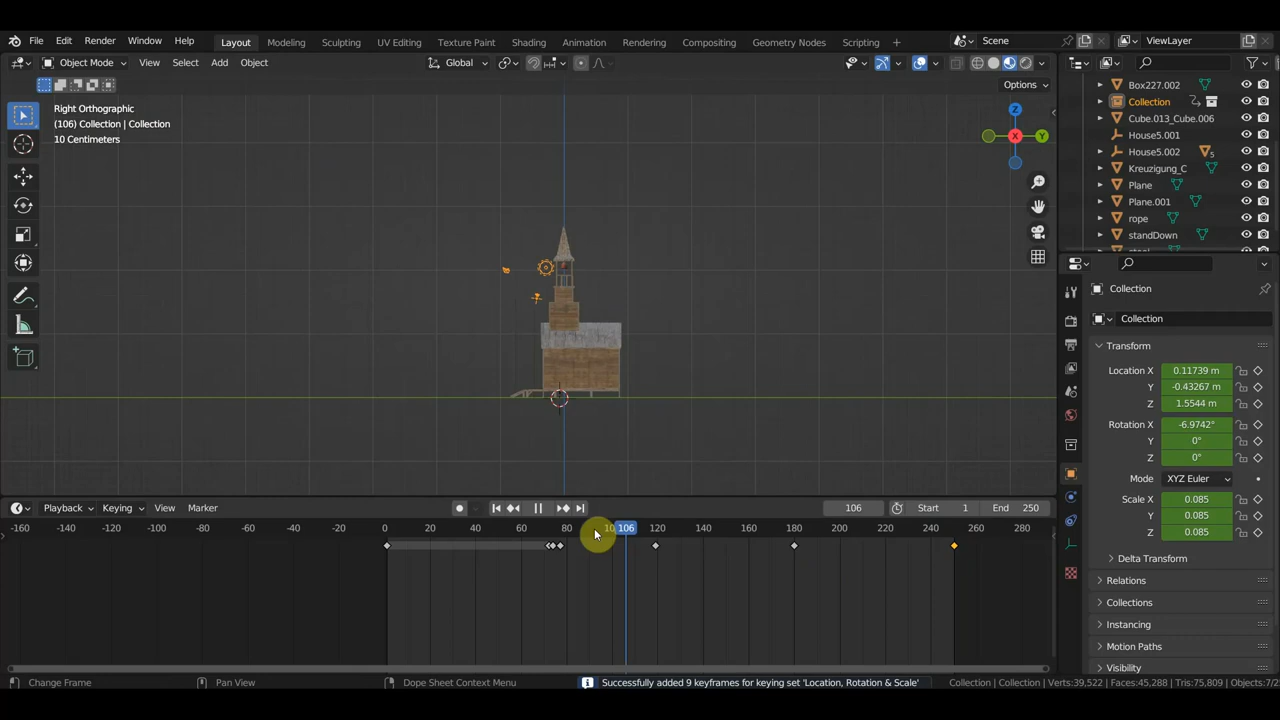 File Edit Render Window Help Layout Modeling Sculpting UV Editing Texture Paint Shading Animation Rendering Compositing Geometry Nodes Scripting + Scene ViewLayer
Object Mode View Select Add Object Global
Options
Right Orthographic
(106) Collection | Collection
10 Centimeters
Z
X
Y
Box227.002
Collection
Cube.013_Cube.006
House5.001
House5.002 5
Kreuzigung_C
Plane
Plane.001
rope
standDown
Collection
Collection
Transform
Location X 0.11739 m
Y -0.43267 m
Z 1.5544 m
Rotation X -6.9742°
Y 0°
Z 0°
Mode XYZ Euler
Scale X 0.085
Y 0.085
Z 0.085
Delta Transform
Relations
Collections
Instancing
Motion Paths
Visibility
Playback Keying View Marker 106 Start 1 End 250
-160 -140 -120 -100 -80 -60 -40 -20 0 20 40 60 80 10 106 120 140 160 180 200 220 240 260 280
Change Frame Pan View Dope Sheet Context Menu Successfully added 9 keyframes for keying set 'Location, Rotation & Scale' Collection | Collection | Verts:39,522 | Faces:45,288 | Tris:75,809 | Objects:7/2